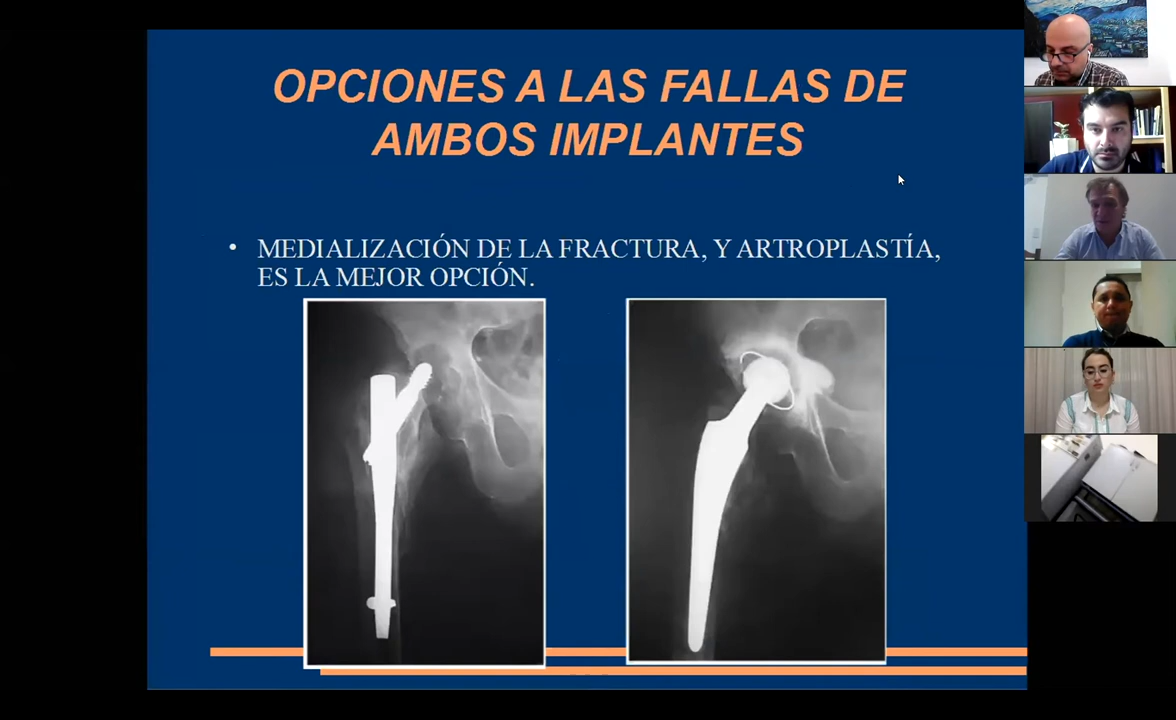 OPCIONES A LAS FALLAS DE
AMBOS IMPLANTES
• MEDIALIZACIÓN DE LA FRACTURA, Y ARTROPLASTÍA,
ES LA MEJOR OPCIÓN.